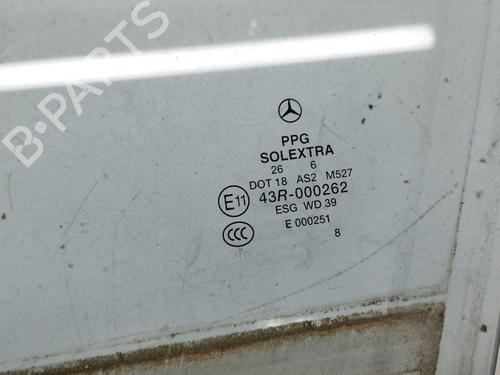 B-PARTS
PPG
SOLEXTRA
26 6
DOT 18 AS2 M527
E11 43R-000262
ESG WD 39
CCC E 000251
8